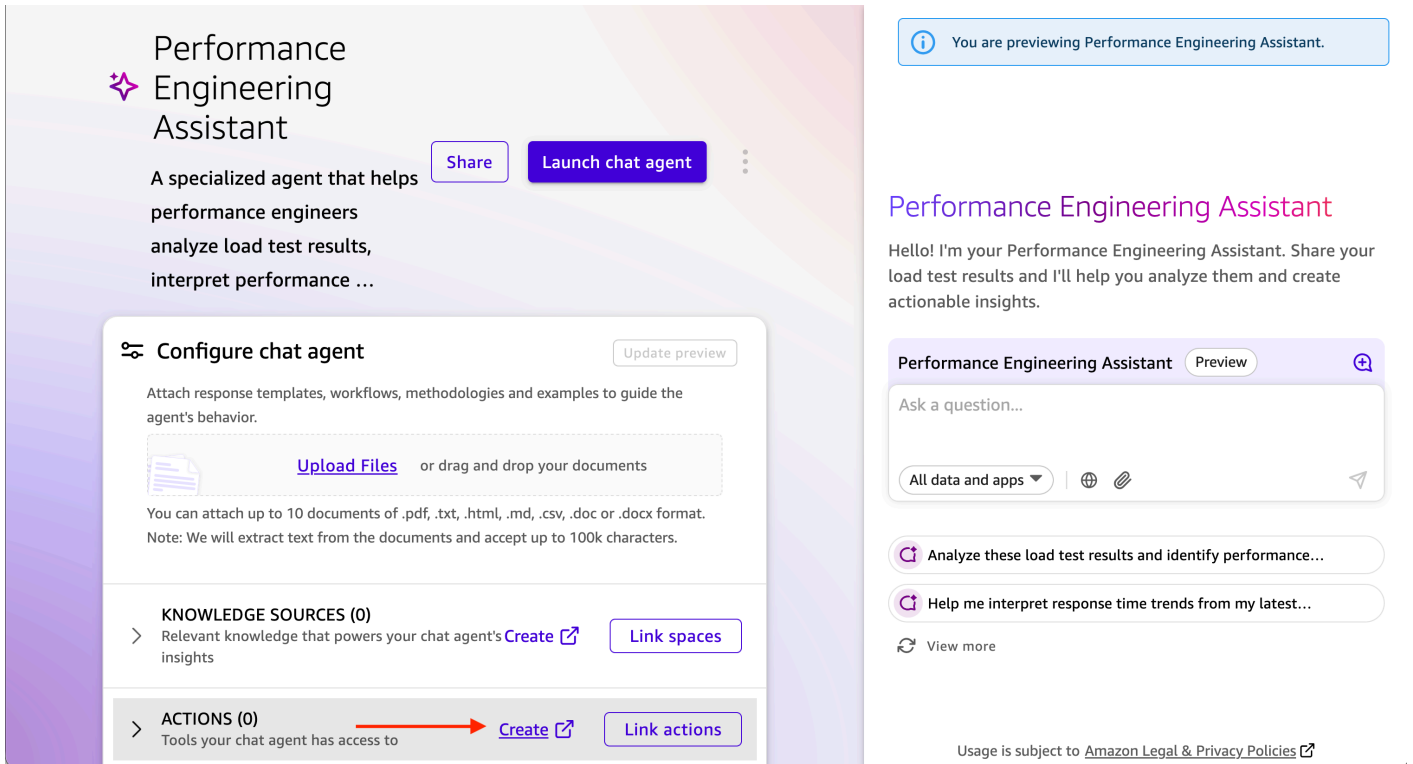 Performance
Engineering
Assistant
A specialized agent that helps
performance engineers
analyze load test results,
interpret performance ...
Share
Launch chat agent
Configure chat agent
Update preview
Attach response templates, workflows, methodologies and examples to guide the
agent's behavior.
Upload Files or drag and drop your documents
You can attach up to 10 documents of .pdf, .txt, .html, .md, .csv, .doc or .docx format.
Note: We will extract text from the documents and accept up to 100k characters.
KNOWLEDGE SOURCES (0)
Relevant knowledge that powers your chat agent's
insights
Create
Link spaces
ACTIONS (0)
Tools your chat agent has access to
Create
Link actions
You are previewing Performance Engineering Assistant.
Performance Engineering Assistant
Hello! I'm your Performance Engineering Assistant. Share your
load test results and I'll help you analyze them and create
actionable insights.
Performance Engineering Assistant
Preview
Ask a question...
All data and apps
Analyze these load test results and identify performance...
Help me interpret response time trends from my latest...
View more
Usage is subject to Amazon Legal & Privacy Policies